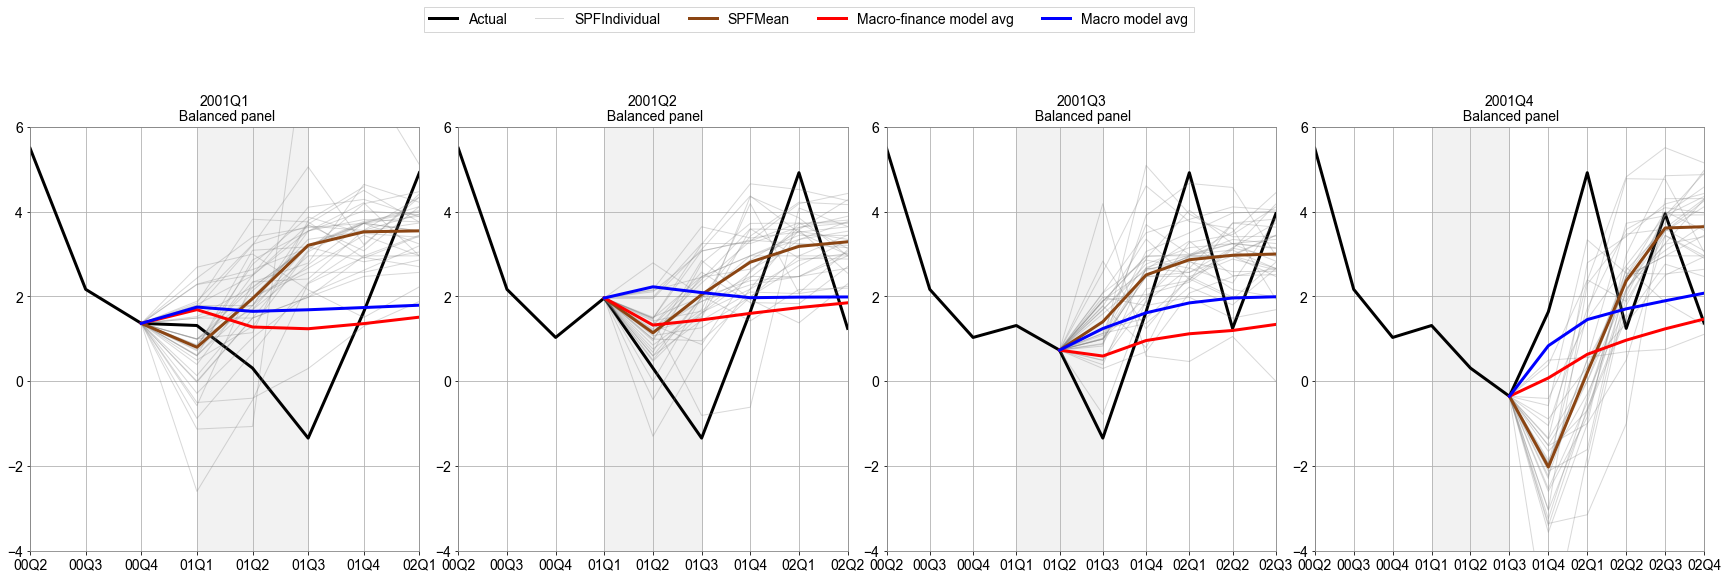 Actual SPFIndividual SPFMean Macro-finance model avg Macro model avg
2001Q1
Balanced panel
6
4
2
0
−2
−4
00Q2 00Q3 00Q4 01Q1 01Q2 01Q3 01Q4 02Q1
2001Q2
Balanced panel
6
4
2
0
−2
−4
00Q2 00Q3 00Q4 01Q1 01Q2 01Q3 01Q4 02Q1 02Q2
2001Q3
Balanced panel
6
4
2
0
−2
−4
00Q2 00Q3 00Q4 01Q1 01Q2 01Q3 01Q4 02Q1 02Q2 02Q3
2001Q4
Balanced panel
6
4
2
0
−2
−4
00Q2 00Q3 00Q4 01Q1 01Q2 01Q3 01Q4 02Q1 02Q2 02Q3 02Q4